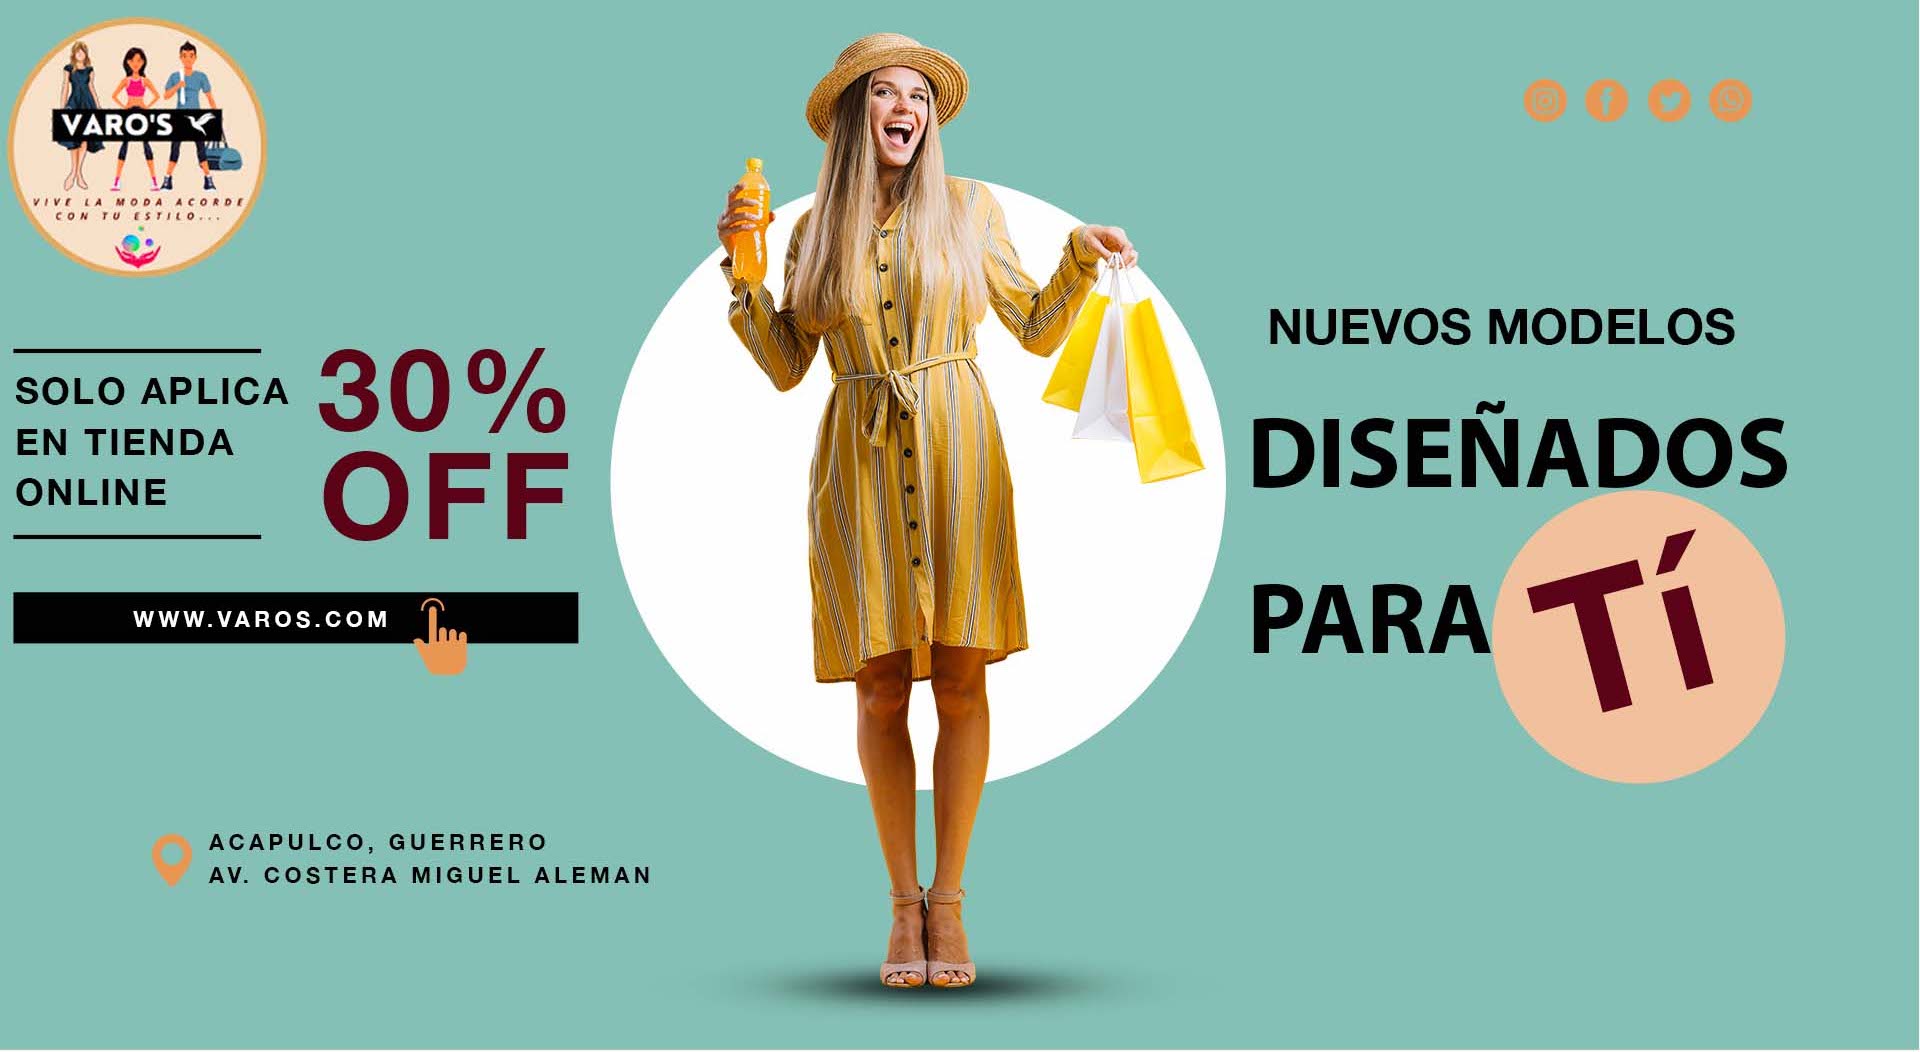 VARO'S
VIVE LA MODA ACORDE
CON TU ESTILO...
SOLO APLICA
EN TIENDA
ONLINE
30%
OFF
WWW.VAROS.COM
ACAPULCO, GUERRERO
AV. COSTERA MIGUEL ALEMAN
NUEVOS MODELOS
DISEÑADOS
PARA Tí